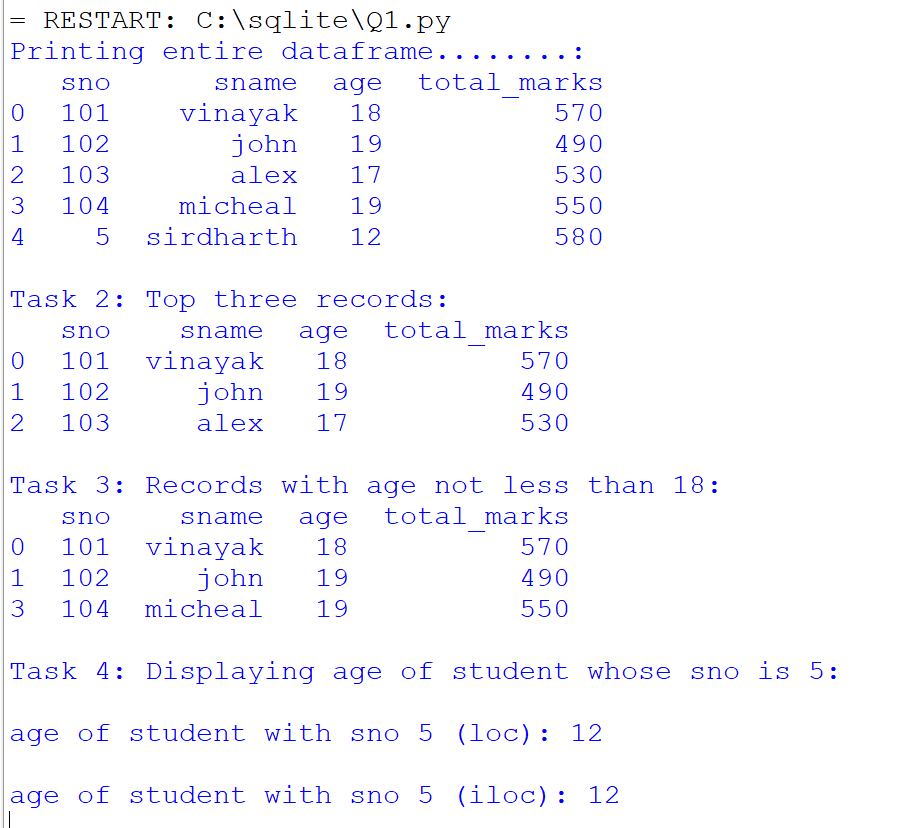 = RESTART: C:\sqlite\Q1.py
Printing entire dataframe........:
   sno      sname  age  total_marks
0  101    vinayak   18          570
1  102       john   19          490
2  103       alex   17          530
3  104    micheal   19          550
4    5  sirdharth   12          580

Task 2: Top three records:
   sno    sname  age  total_marks
0  101  vinayak   18          570
1  102     john   19          490
2  103     alex   17          530

Task 3: Records with age not less than 18:
   sno    sname  age  total_marks
0  101  vinayak   18          570
1  102     john   19          490
3  104  micheal   19          550

Task 4: Displaying age of student whose sno is 5:

age of student with sno 5 (loc): 12

age of student with sno 5 (iloc): 12